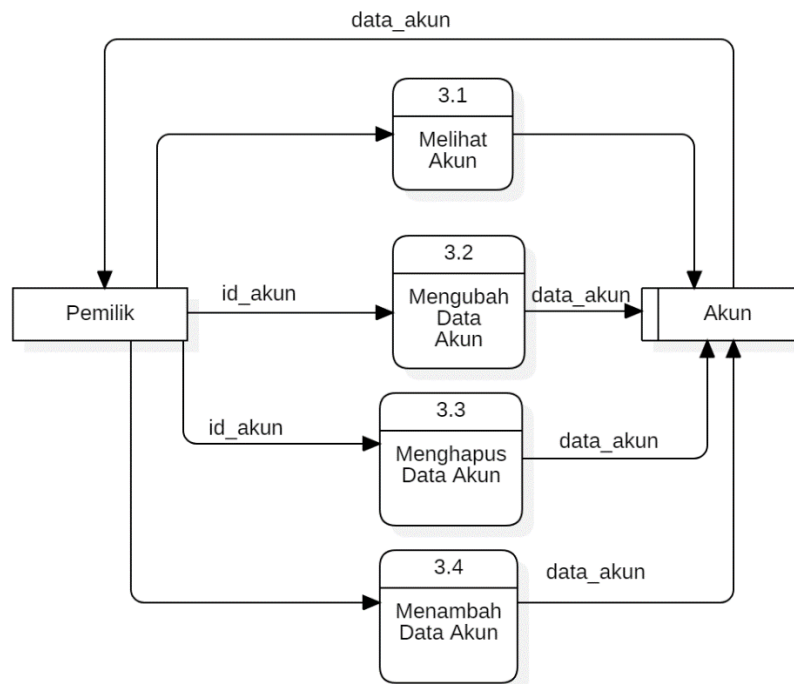 data_akun
3.1
Melihat
Akun
3.2
id_akun
Mengubah
Data
Akun
data_akun
Pemilik
Akun
3.3
id_akun
Menghapus
Data Akun
data_akun
3.4
Menambah
Data Akun
data_akun